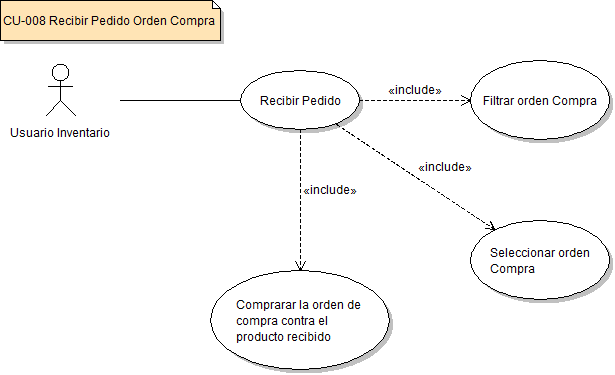 CU-008 Recibir Pedido Orden Compra
Usuario Inventario
Recibir Pedido
«include»
Filtrar orden Compra
«include»
«include»
Seleccionar orden
Compra
Comprarar la orden de
compra contra el
producto recibido